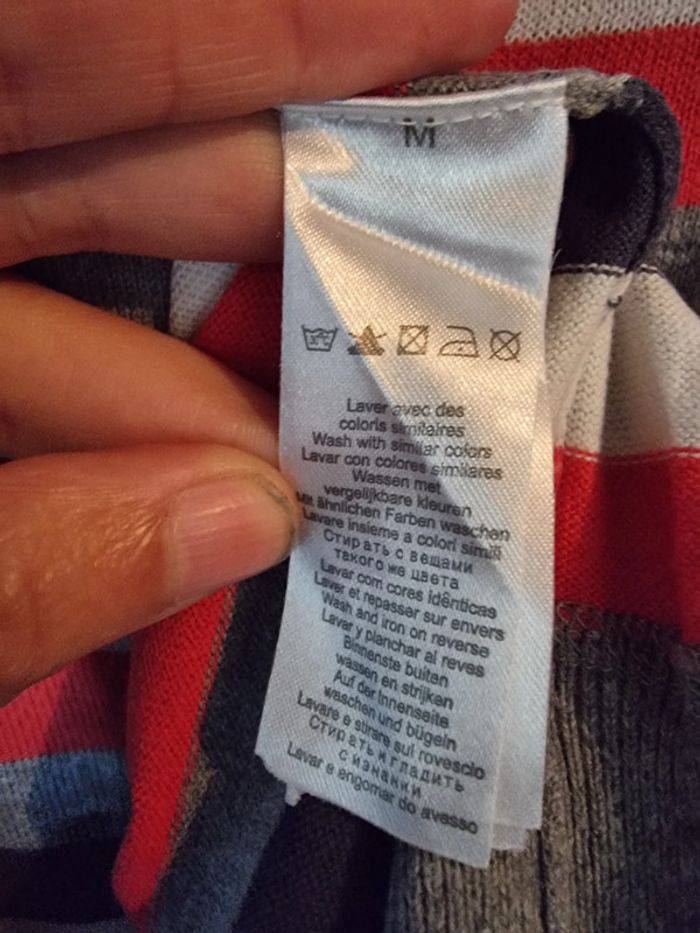 M
Laver avec des
coloris similaires
Wash with similar colors
Lavar con colores similares
Wassen met
vergelijkbare kleuren
Mit ähnlichen Farben waschen
Lavare insieme a colori simili
Стирать с вещами
такого же цвета
Lavar com cores idênticas
Laver et repasser sur envers
Wash and iron on reverse
Lavar y planchar al reves
Binnenste buiten
wassen en strijken
Auf der Innenseite
waschen und bügeln
Lavare e stirare sul rovescio
Стирать и гладить
с изнанки
Lavar e engomar do avesso